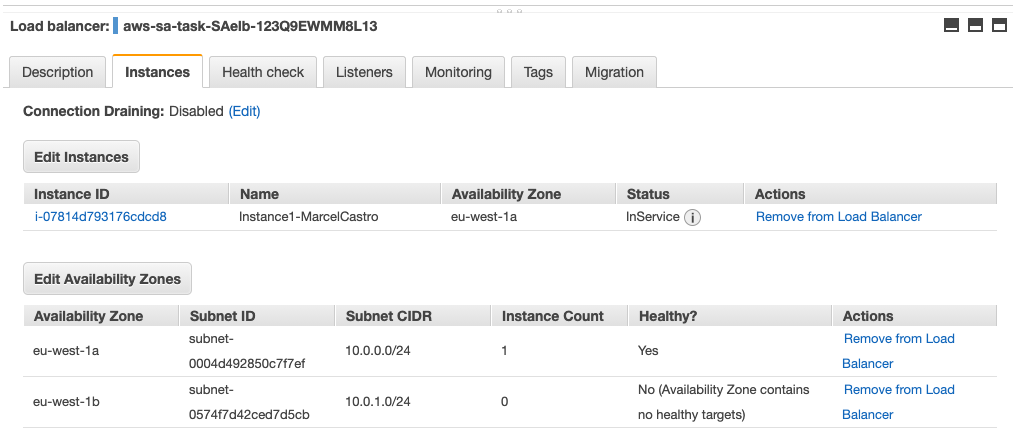 Load balancer: aws-sa-task-SAelb-123Q9EWMM8L13
Description Instances Health check Listeners Monitoring Tags Migration
Connection Draining: Disabled (Edit)
Edit Instances
Instance ID Name Availability Zone Status Actions
i-07814d793176cdcd8 Instance1-MarcelCastro eu-west-1a InService i Remove from Load Balancer
Edit Availability Zones
Availability Zone Subnet ID Subnet CIDR Instance Count Healthy? Actions
eu-west-1a subnet-0004d492850c7f7ef 10.0.0.0/24 1 Yes Remove from Load Balancer
eu-west-1b subnet-0574f7d42ced7d5cb 10.0.1.0/24 0 No (Availability Zone contains no healthy targets) Remove from Load Balancer